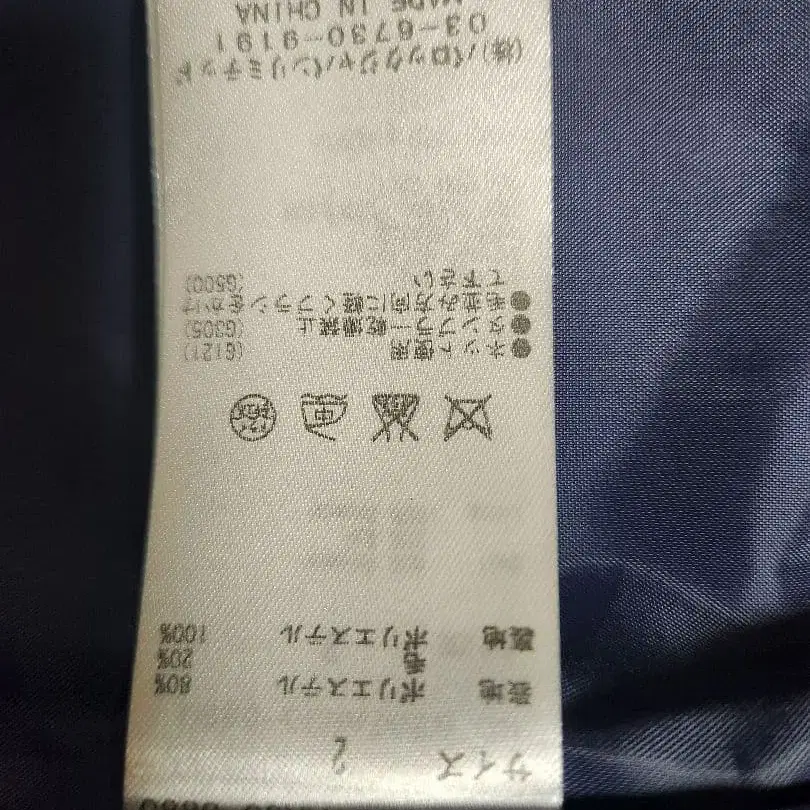 サイズ 2
表地 ポリエステル 80%
毛 20%
裏地 ポリエステル 100%
中
●ネット使用 (G121)
●タンブラー乾燥禁止 (G305)
●毛並み方向に軽くブラシをかけ
て下さい (G500)
(株)バロックジャパンリミテッド
03-6730-9191
MADE IN CHINA